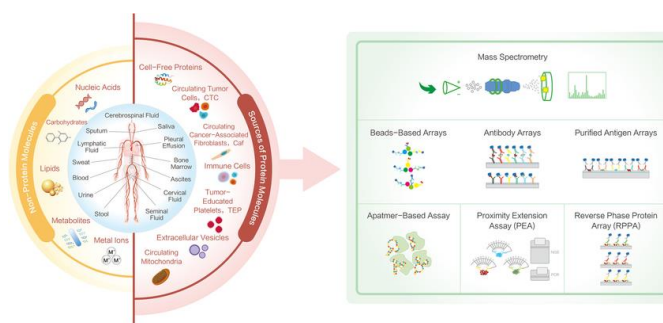 Non-Protein Molecules
Nucleic Acids
Carbohydrates
Lipids
Metabolites
Metal Ions
M⁺
M⁺
M⁺
Cerebrospinal Fluid
Sputum
Lymphatic
Fluid
Sweat
Blood
Urine
Stool
Saliva
Pleural
Effusion
Bone
Marrow
Ascites
Cervical
Fluid
Seminal
Fluid
Cell-Free Proteins
Circulating Tumor
Cells, CTC
Circulating
Cancer-Associated
Fibroblasts, Caf
Immune Cells
Tumor-
Educated
Platelets, TEP
Extracellular Vesicles
Circulating
Mitochondria
Sources of Protein Molecules
Mass Spectrometry
Beads-Based Arrays
Antibody Arrays
Purified Antigen Arrays
Apatmer-Based Assay
Proximity Extension
Assay (PEA)
Reverse Phase Protein
Array (RPPA)